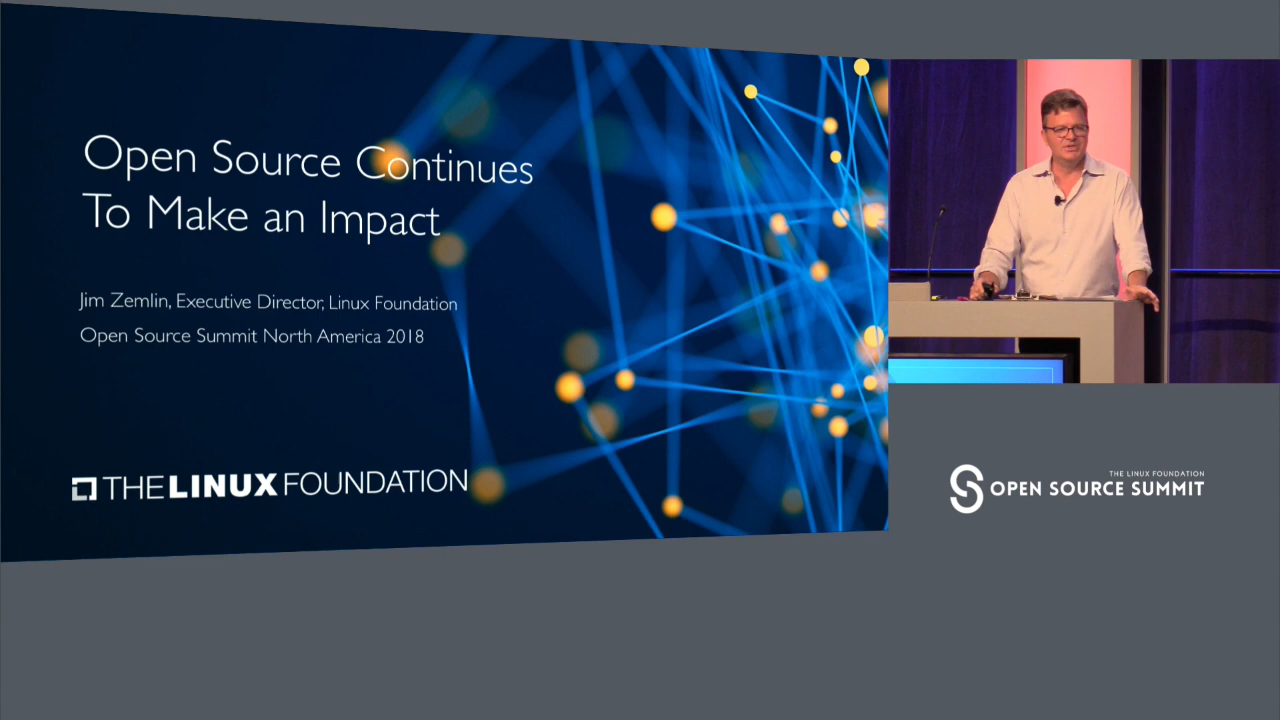 Open Source Continues
To Make an Impact
Jim Zemlin, Executive Director, Linux Foundation
Open Source Summit North America 2018
THE LINUX FOUNDATION
THE LINUX FOUNDATION
OPEN SOURCE SUMMIT